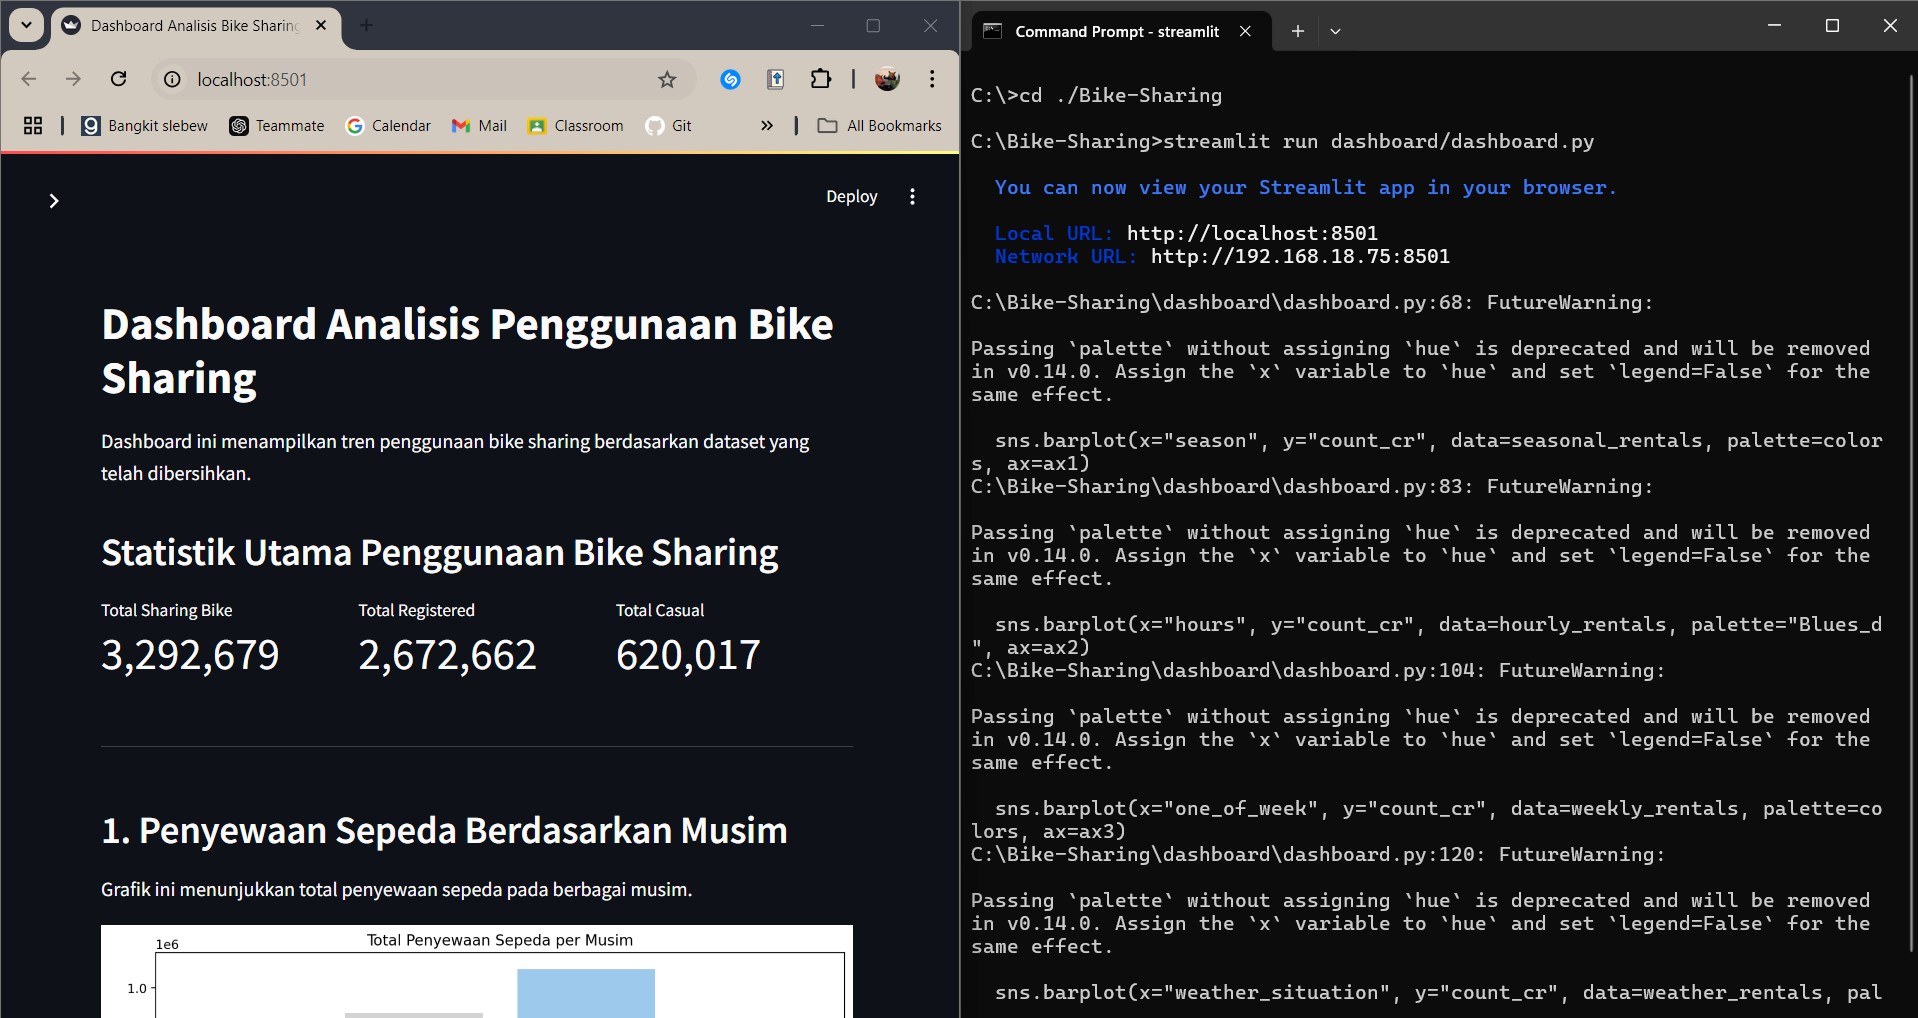 Dashboard Analisis Bike Sharing
localhost:8501
Bangkit slebew
Teammate
Calendar
Mail
Classroom
Git
All Bookmarks
Deploy
Dashboard Analisis Penggunaan Bike
Sharing
Dashboard ini menampilkan tren penggunaan bike sharing berdasarkan dataset yang
telah dibersihkan.
Statistik Utama Penggunaan Bike Sharing
Total Sharing Bike
Total Registered
Total Casual
3,292,679
2,672,662
620,017
1. Penyewaan Sepeda Berdasarkan Musim
Grafik ini menunjukkan total penyewaan sepeda pada berbagai musim.
1e6
Total Penyewaan Sepeda per Musim
1.0
Command Prompt - streamlit
C:\>cd ./Bike-Sharing
C:\Bike-Sharing>streamlit run dashboard/dashboard.py
You can now view your Streamlit app in your browser.
Local URL: http://localhost:8501
Network URL: http://192.168.18.75:8501
C:\Bike-Sharing\dashboard\dashboard.py:68: FutureWarning:
Passing `palette` without assigning `hue` is deprecated and will be removed
in v0.14.0. Assign the `x` variable to `hue` and set `legend=False` for the
same effect.
sns.barplot(x="season", y="count_cr", data=seasonal_rentals, palette=color
s, ax=ax1)
C:\Bike-Sharing\dashboard\dashboard.py:83: FutureWarning:
Passing `palette` without assigning `hue` is deprecated and will be removed
in v0.14.0. Assign the `x` variable to `hue` and set `legend=False` for the
same effect.
sns.barplot(x="hours", y="count_cr", data=hourly_rentals, palette="Blues_d
", ax=ax2)
C:\Bike-Sharing\dashboard\dashboard.py:104: FutureWarning:
Passing `palette` without assigning `hue` is deprecated and will be removed
in v0.14.0. Assign the `x` variable to `hue` and set `legend=False` for the
same effect.
sns.barplot(x="one_of_week", y="count_cr", data=weekly_rentals, palette=co
lors, ax=ax3)
C:\Bike-Sharing\dashboard\dashboard.py:120: FutureWarning:
Passing `palette` without assigning `hue` is deprecated and will be removed
in v0.14.0. Assign the `x` variable to `hue` and set `legend=False` for the
same effect.
sns.barplot(x="weather_situation", y="count_cr", data=weather_rentals, pal